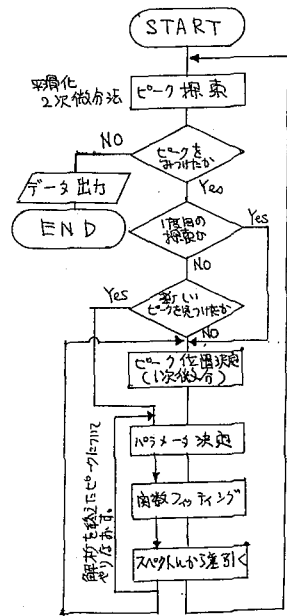 START
平滑化
2次微分法
ピーク探索
NO
ピークを
みつけたか
Yes
データ出力
END
1度目の
探索か
Yes
NO
Yes
新しい
ピークを見つけたか
NO
ピーク位置決定
(1次微分)
パラメータ決定
関数フィッティング
スペクトルから差引く
解析を終えたピークについて
やりなおす。